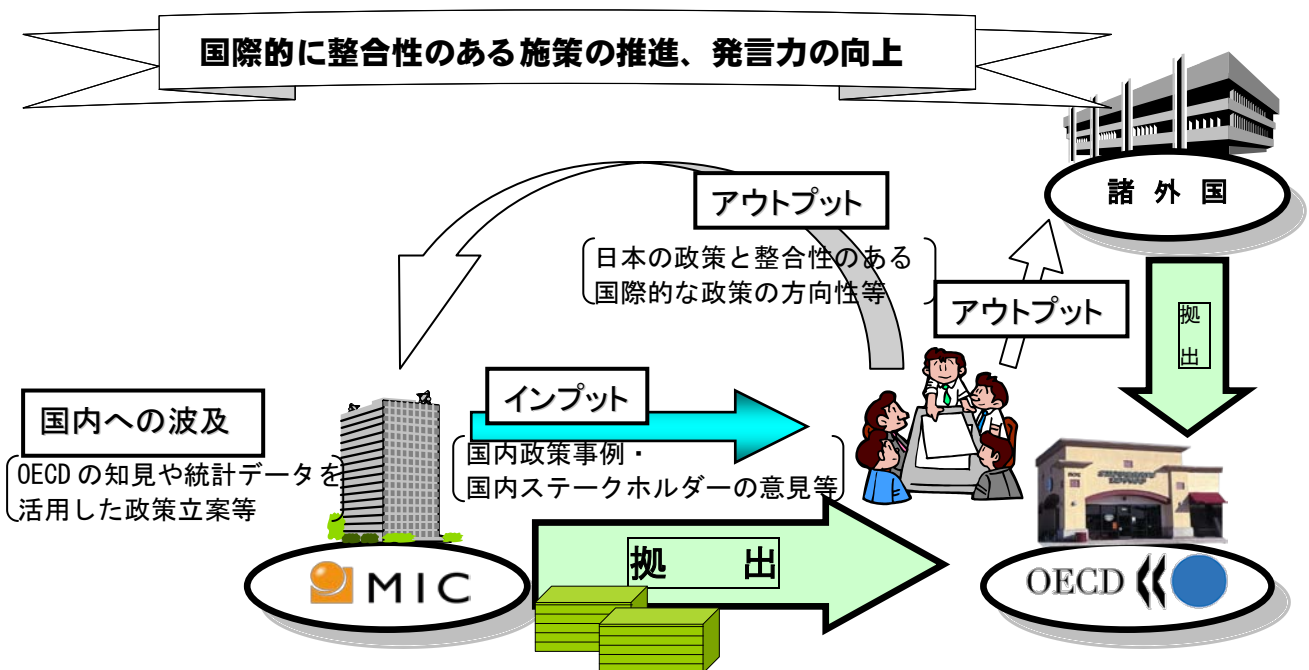 国際的に整合性のある施策の推進、発言力の向上
諸外国
アウトプット
日本の政策と整合性のある
国際的な政策の方向性等
アウトプット
拠
出
国内への波及
OECDの知見や統計データを
活用した政策立案等
インプット
国内政策事例・
国内ステークホルダーの意見等
拠出
MIC
OECD